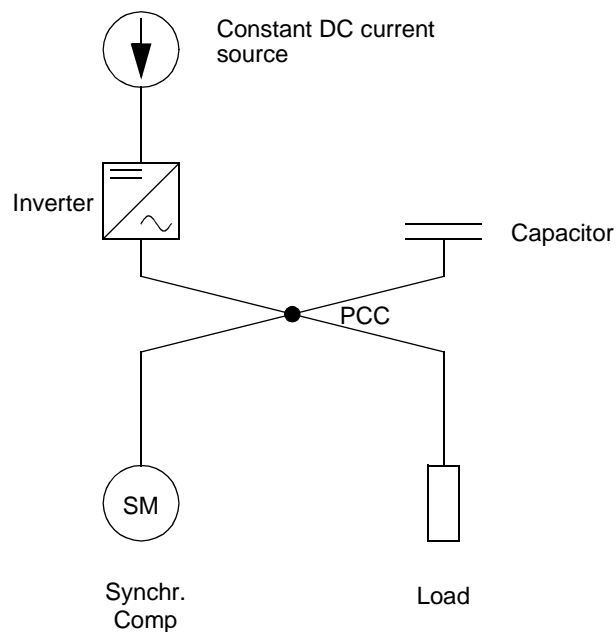 Constant DC current
source
Inverter
Capacitor
PCC
SM
Synchr.
Comp
Load